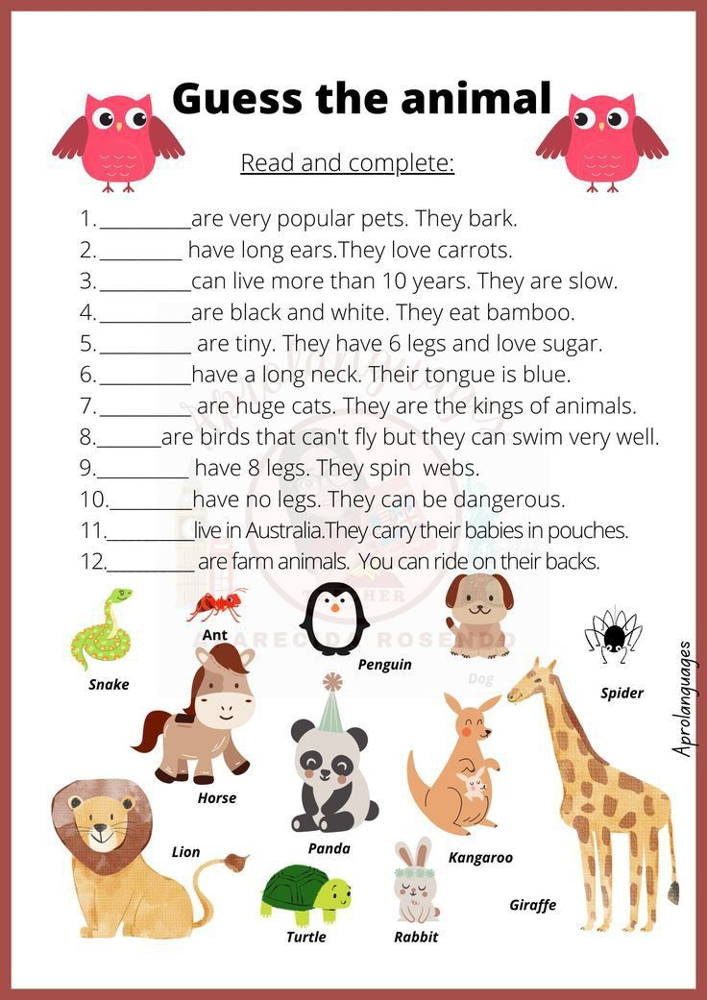 Guess the animal
Read and complete:
1._________are very popular pets. They bark.
2.________ have long ears.They love carrots.
3._________can live more than 10 years. They are slow.
4._________are black and white. They eat bamboo.
5._________ are tiny. They have 6 legs and love sugar.
6._________have a long neck. Their tongue is blue.
7._________ are huge cats. They are the kings of animals.
8.______are birds that can't fly but they can swim very well.
9._________ have 8 legs. They spin  webs.
10.________have no legs. They can be dangerous.
11._________live in Australia.They carry their babies in pouches.
12._________ are farm animals.  You can ride on their backs.
Aprolanguages
TEACHER
APARECIDA ROSENDO
Ant
Penguin
Dog
Snake
Spider
Aprolanguages
Horse
Panda
Lion
Kangaroo
Giraffe
Turtle
Rabbit